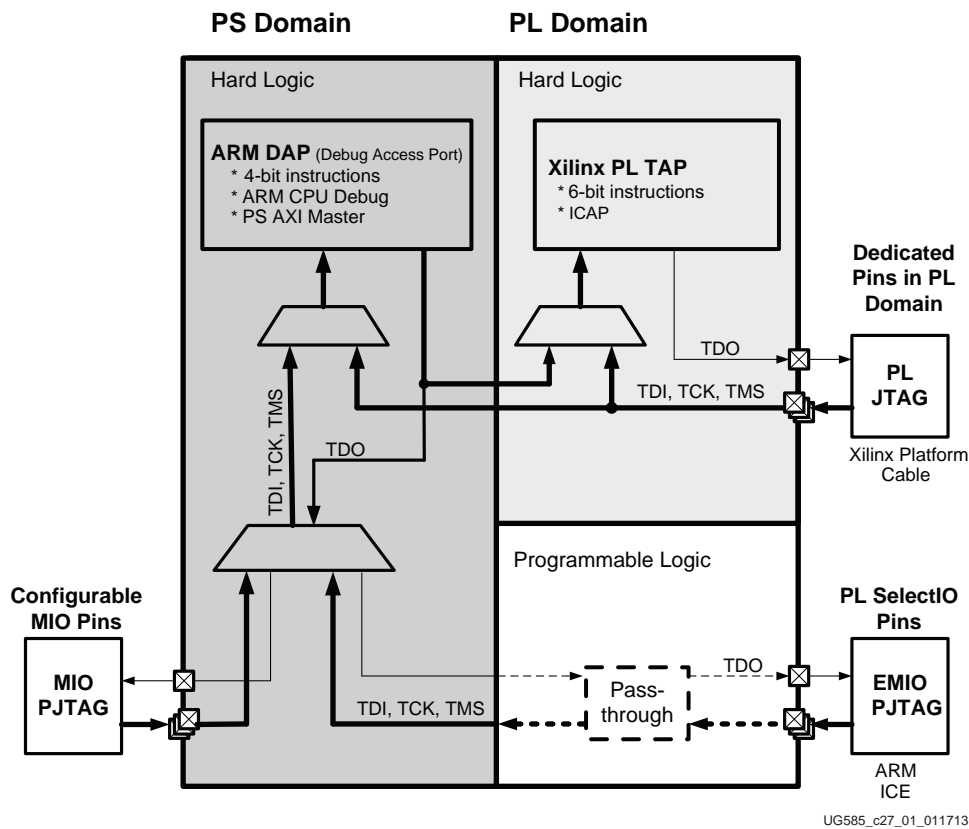 PS Domain
PL Domain
Hard Logic
Hard Logic
ARM DAP (Debug Access Port)
* 4-bit instructions
* ARM CPU Debug
* PS AXI Master
Xilinx PL TAP
* 6-bit instructions
* ICAP
Dedicated
Pins in PL
Domain
TDO
PL
JTAG
TDI, TCK, TMS
Xilinx Platform
Cable
TDI, TCK, TMS
TDO
Programmable Logic
Configurable
MIO Pins
PL SelectIO
Pins
MIO
PJTAG
TDO
Pass-
through
EMIO
PJTAG
TDI, TCK, TMS
ARM
ICE
UG585_c27_01_011713